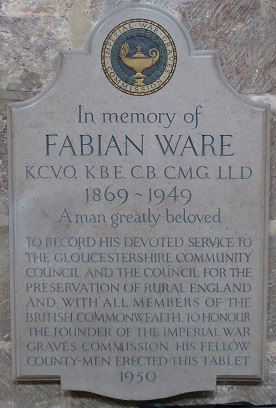 IMPERIAL WAR GRAVES COMMISSION
In memory of
FABIAN WARE
K.C.V.O. K.B.E. C.B. C.M.G. LL.D
1869~1949
A man greatly beloved
TO RECORD HIS DEVOTED SERVICE TO
THE GLOUCESTERSHIRE COMMUNITY
COUNCIL AND THE COUNCIL FOR THE
PRESERVATION OF RURAL ENGLAND
AND, WITH ALL MEMBERS OF THE
BRITISH COMMONWEALTH, TO HONOUR
THE FOUNDER OF THE IMPERIAL WAR
GRAVES COMMISSION HIS FELLOW
COUNTY-MEN ERECTED THIS TABLET
1950